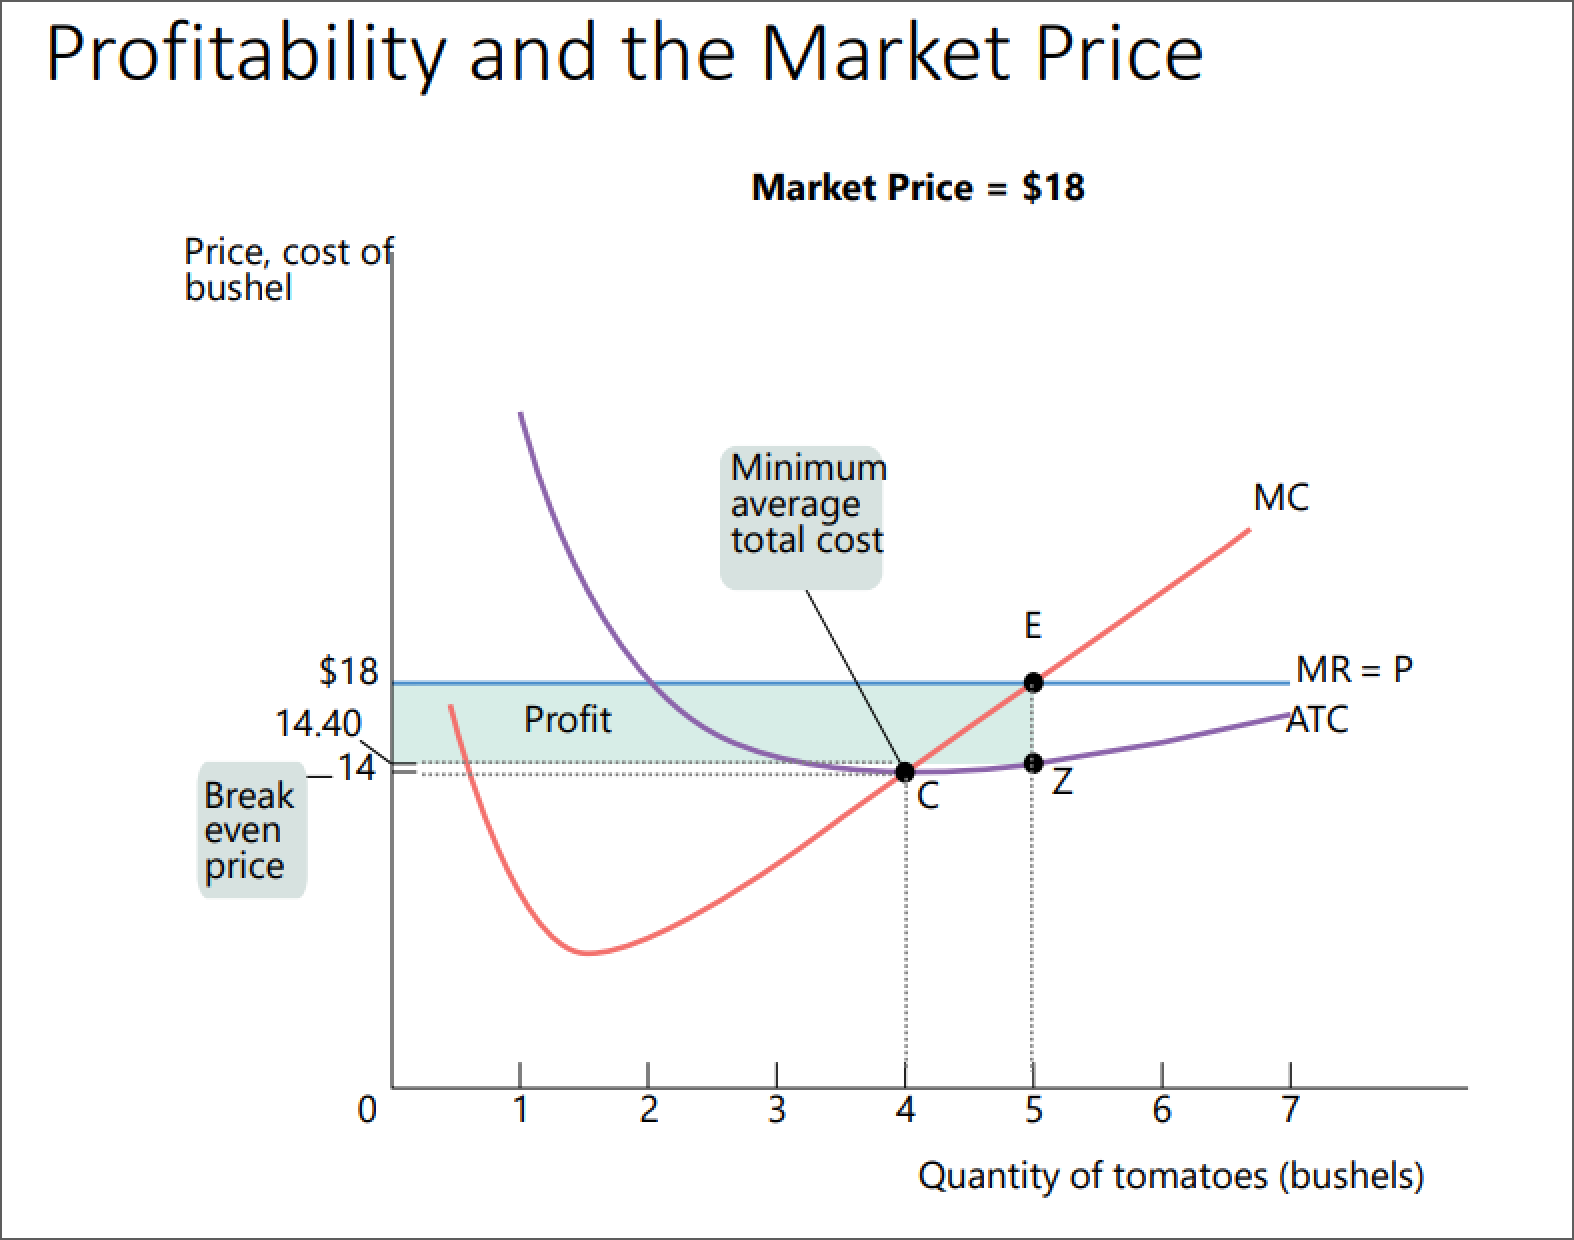 Profitability and the Market Price
Market Price = $18
Price, cost of
bushel
Minimum
average
total cost
MC
E
$18
MR = P
14.40
Profit
ATC
14
Break
even
price
C
Z
0
1
2
3
4
5
6
7
Quantity of tomatoes (bushels)